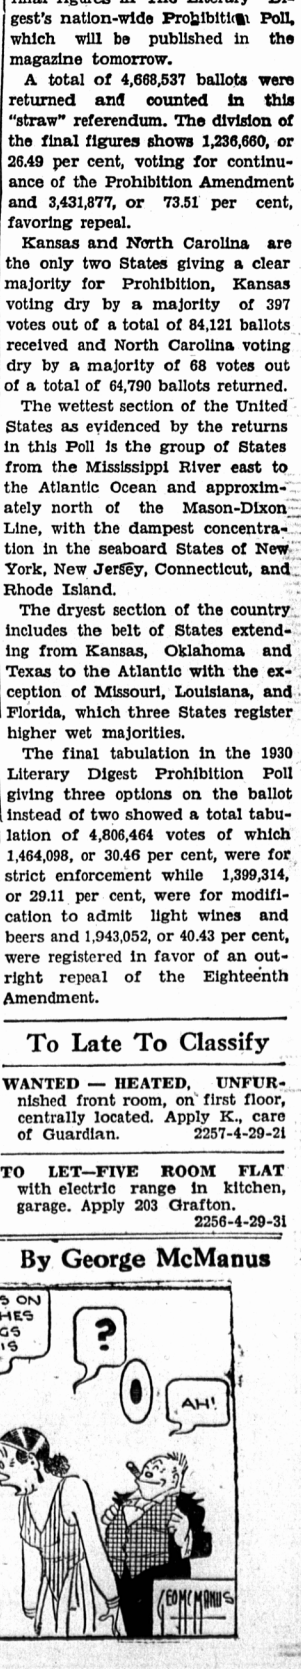 final figures in The Literary Di-
gest's nation-wide Prohibition Poll,
which will be published in the
magazine tomorrow.
A total of 4,668,537 ballots were
returned and counted in this
"straw" referendum. The division of
the final figures shows 1,236,660, or
26.49 per cent, voting for continu-
ance of the Prohibition Amendment
and 3,431,877, or 73.51 per cent,
favoring repeal.
Kansas and North Carolina are
the only two States giving a clear
majority for Prohibition, Kansas
voting dry by a majority of 397
votes out of a total of 84,121 ballots
received and North Carolina voting
dry by a majority of 68 votes out
of a total of 64,790 ballots returned.
The wettest section of the United
States as evidenced by the returns
in this Poll is the group of States
from the Mississippi River east to
the Atlantic Ocean and approxim-
ately north of the Mason-Dixon
Line, with the dampest concentra-
tion in the seaboard States of New
York, New Jersey, Connecticut, and
Rhode Island.
The dryest section of the country
includes the belt of States extend-
ing from Kansas, Oklahoma and
Texas to the Atlantic with the ex-
ception of Missouri, Louisiana, and
Florida, which three States register
higher wet majorities.
The final tabulation in the 1930
Literary Digest Prohibition Poll
giving three options on the ballot
instead of two showed a total tabu-
lation of 4,806,464 votes of which
1,464,098, or 30.46 per cent, were for
strict enforcement while 1,399,314,
or 29.11 per cent, were for modifi-
cation to admit light wines and
beers and 1,943,052, or 40.43 per cent,
were registered in favor of an out-
right repeal of the Eighteenth
Amendment.
To Late To Classify
WANTED — HEATED, UNFUR-
nished front room, on first floor,
centrally located. Apply K., care
of Guardian. 2257-4-29-2i
TO LET—FIVE ROOM FLAT
with electric range in kitchen,
garage. Apply 203 Grafton.
2256-4-29-3i
By George McManus
S ON
HES
GS
IS
?
AH!
GEO MCMANUS